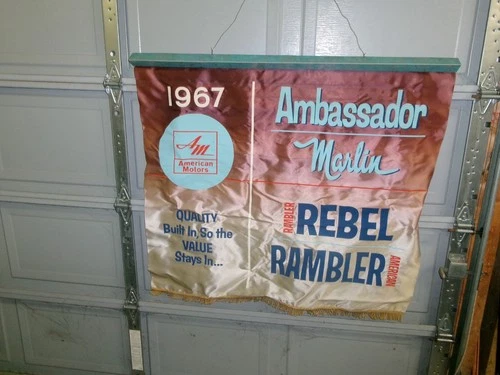 1967
AM
American
Motors
QUALITY
Built In, So the
VALUE
Stays In...
Ambassador
Marlin
RAMBLER REBEL
RAMBLER AMERICAN